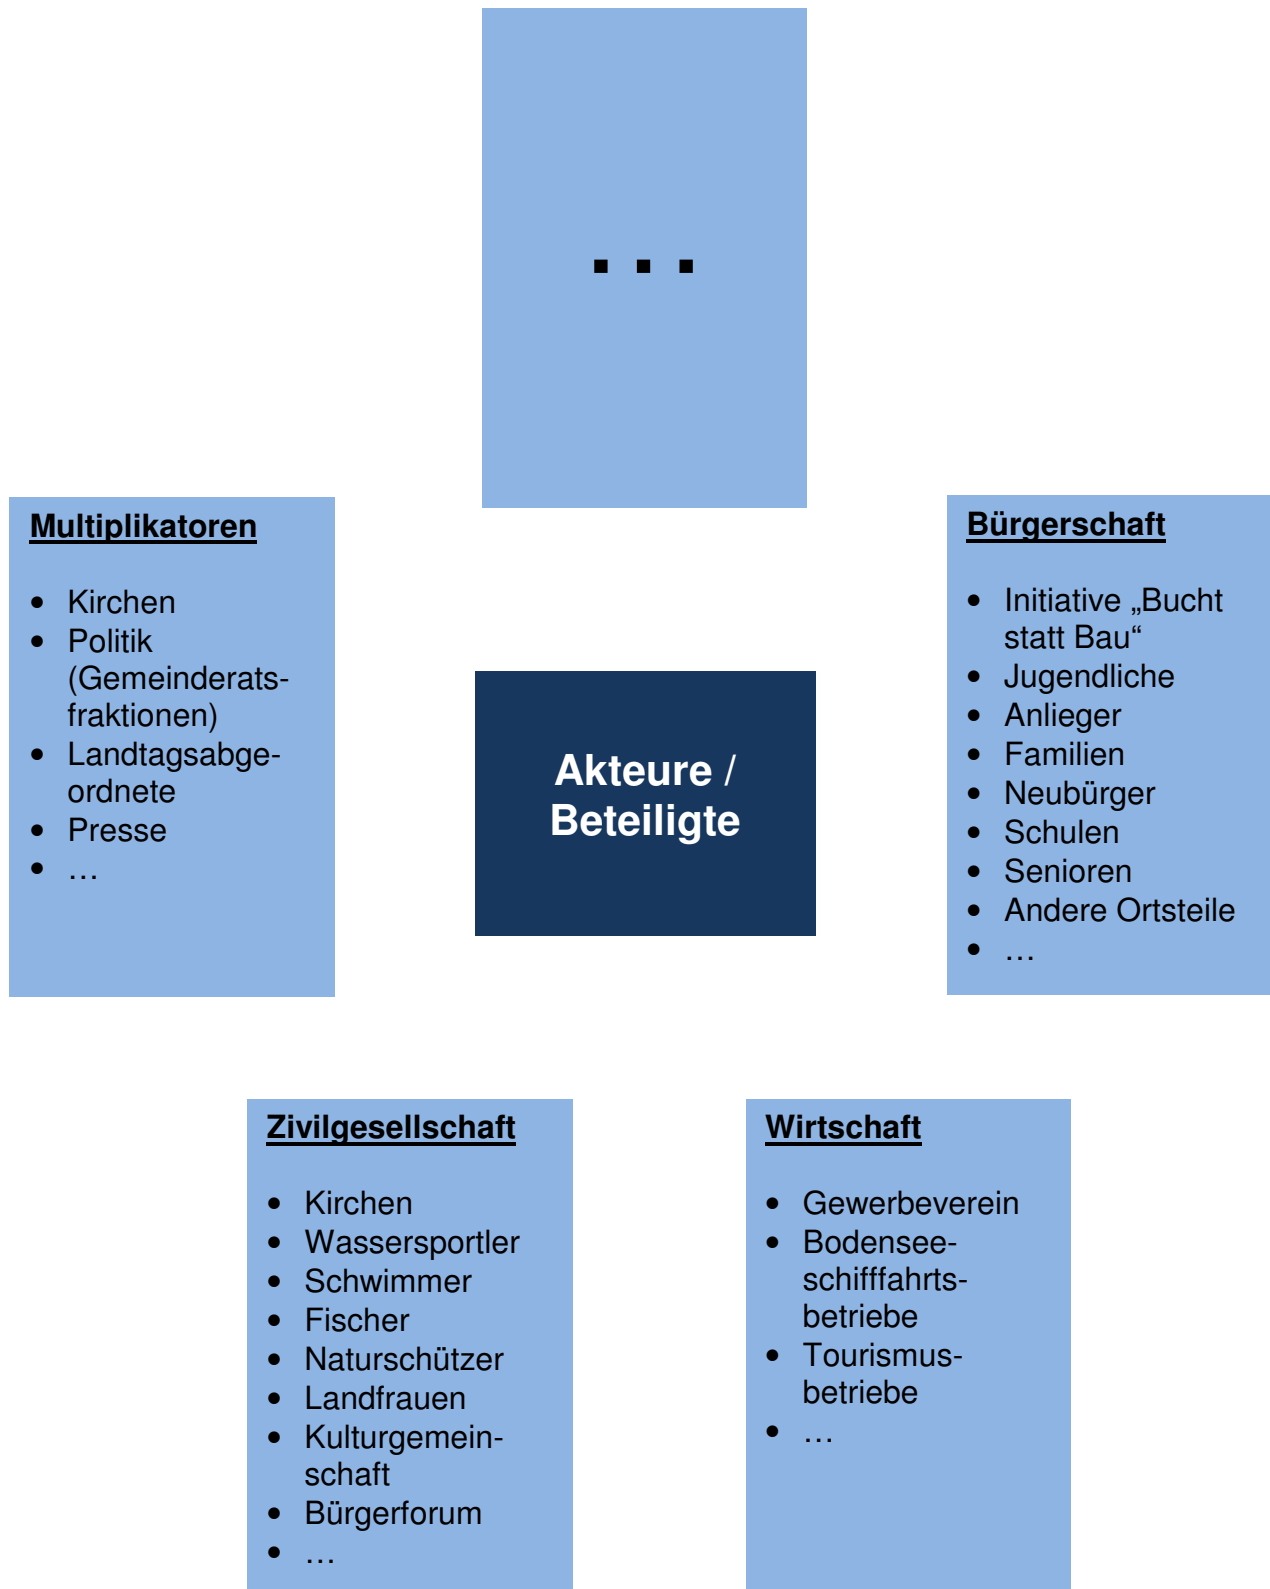 ...
Multiplikatoren
• Kirchen
• Politik
(Gemeinderats-
fraktionen)
• Landtagsabge-
ordnete
• Presse
• …
Bürgerschaft
• Initiative „Bucht
statt Bau“
• Jugendliche
• Anlieger
• Familien
• Neubürger
• Schulen
• Senioren
• Andere Ortsteile
• …
Akteure /
Beteiligte
Zivilgesellschaft
• Kirchen
• Wassersportler
• Schwimmer
• Fischer
• Naturschützer
• Landfrauen
• Kulturgemein-
schaft
• Bürgerforum
• …
Wirtschaft
• Gewerbeverein
• Bodensee-
schifffahrts-
betriebe
• Tourismus-
betriebe
• …